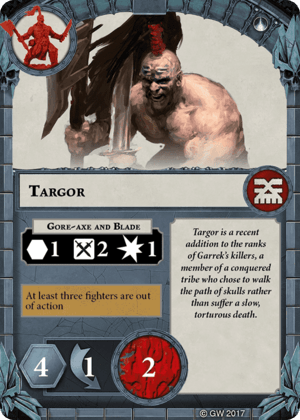 Targor
Gore-axe and Blade
1 2 1
At least three fighters are out
of action
Targor is a recent
addition to the ranks
of Garrek's killers, a
member of a conquered
tribe who chose to walk
the path of skulls rather
than suffer a slow,
torturous death.
4 1 2
© GW 2017